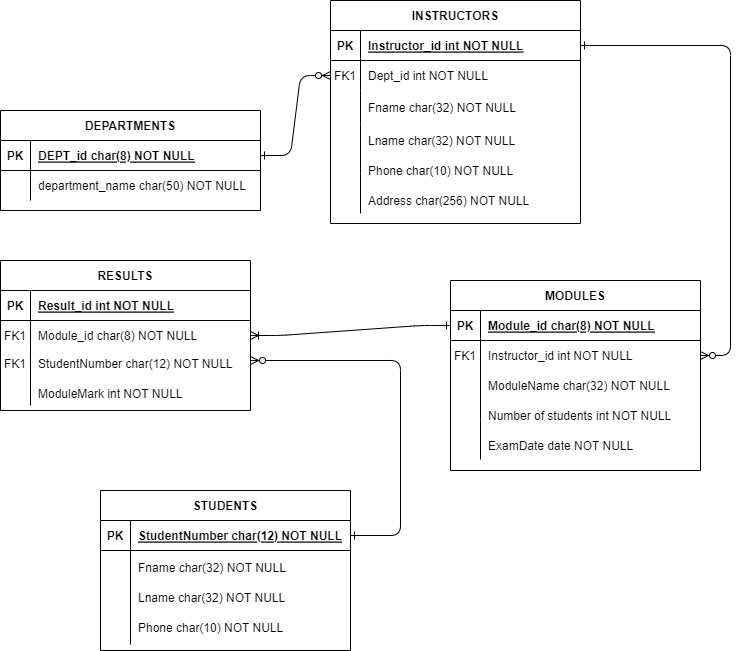 INSTRUCTORS
PK Instructor_id int NOT NULL
FK1 Dept_id int NOT NULL
Fname char(32) NOT NULL
Lname char(32) NOT NULL
Phone char(10) NOT NULL
Address char(256) NOT NULL
DEPARTMENTS
PK DEPT_id char(8) NOT NULL
department_name char(50) NOT NULL
RESULTS
PK Result_id int NOT NULL
FK1 Module_id char(8) NOT NULL
FK1 StudentNumber char(12) NOT NULL
ModuleMark int NOT NULL
MODULES
PK Module_id char(8) NOT NULL
FK1 Instructor_id int NOT NULL
ModuleName char(32) NOT NULL
Number of students int NOT NULL
ExamDate date NOT NULL
STUDENTS
PK StudentNumber char(12) NOT NULL
Fname char(32) NOT NULL
Lname char(32) NOT NULL
Phone char(10) NOT NULL